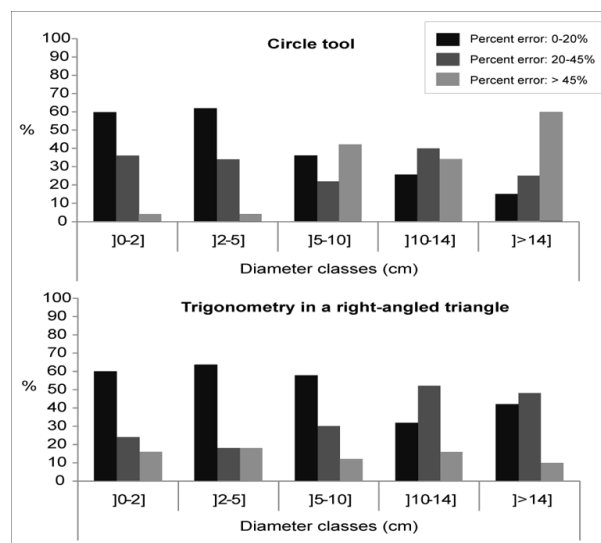 Circle tool
Percent error: 0-20%
Percent error: 20-45%
Percent error: > 45%
100
90
80
70
60
50
40
30
20
10
0
%
]0-2] ]2-5] ]5-10] ]10-14] ]>14]
Diameter classes (cm)
Trigonometry in a right-angled triangle
100
90
80
70
60
50
40
30
20
10
0
%
]0-2] ]2-5] ]5-10] ]10-14] ]>14]
Diameter classes (cm)